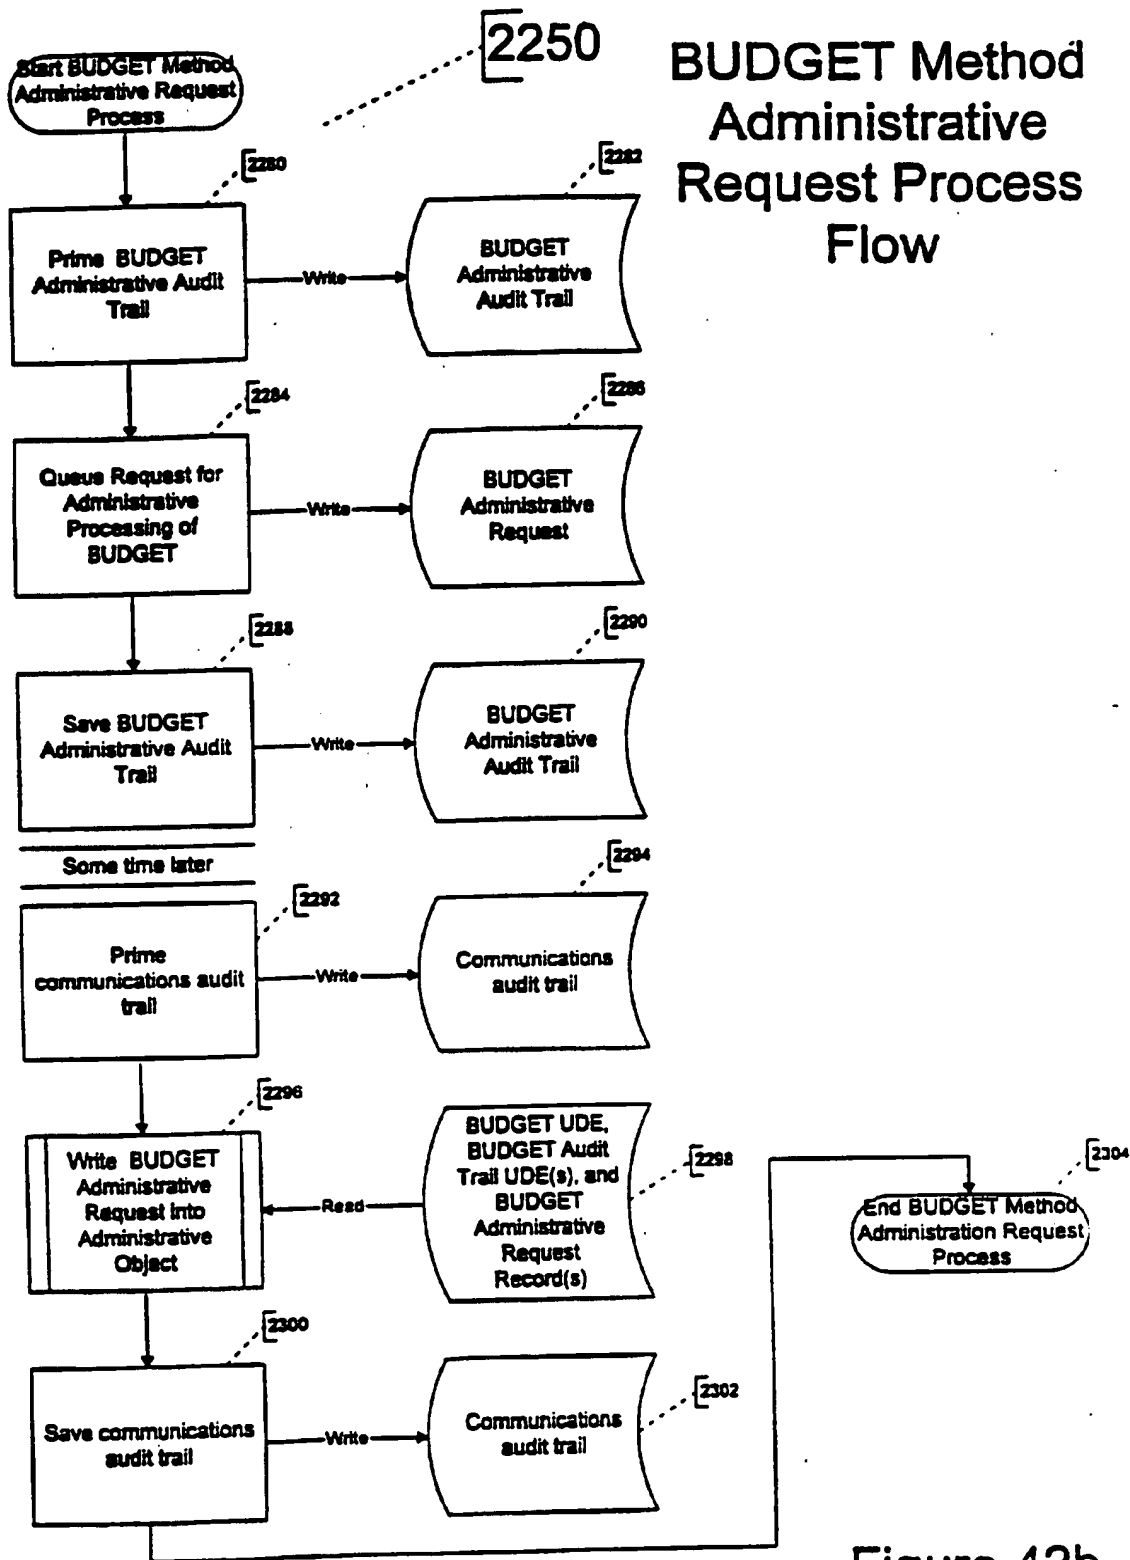 2250
BUDGET Method
Administrative
Request Process
Flow
Start BUDGET Method
Administrative Request
Process
2280
Prime BUDGET
Administrative Audit
Trail
Write
2282
BUDGET
Administrative
Audit Trail
2284
Queue Request for
Administrative
Processing of
BUDGET
Write
2286
BUDGET
Administrative
Request
2288
Save BUDGET
Administrative Audit
Trail
Write
2290
BUDGET
Administrative
Audit Trail
Some time later
2292
Prime
communications audit
trail
Write
2294
Communications
audit trail
2296
Write BUDGET
Administrative
Request into
Administrative
Object
Read
2298
BUDGET UDE,
BUDGET Audit
Trail UDE(s), and
BUDGET
Administrative
Request
Record(s)
2300
Save communications
audit trail
Write
2302
Communications
audit trail
2304
End BUDGET Method
Administration Request
Process
Figure 42b